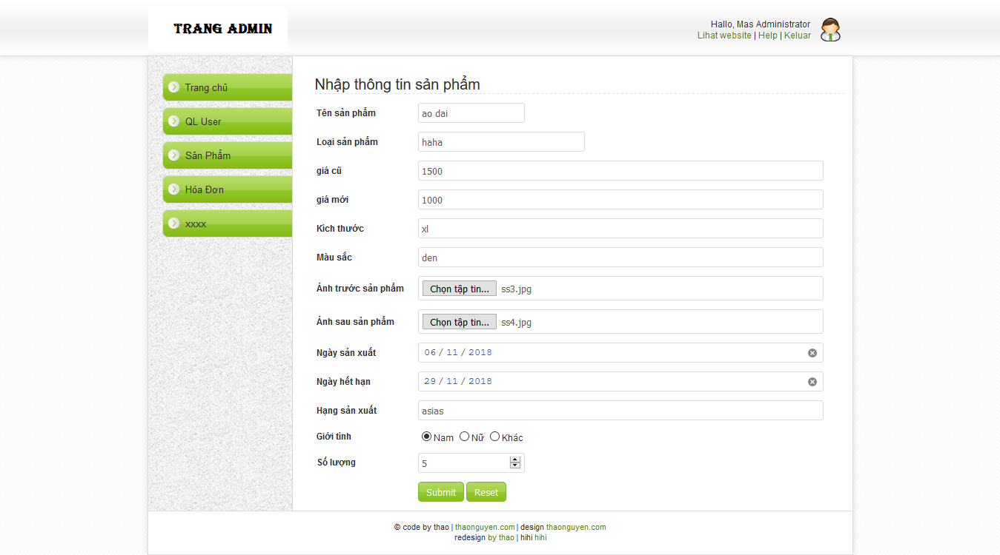 TRANG ADMIN
Hallo, Mas Administrator
Lihat website | Help | Keluar
Trang chủ
QL User
Sản Phẩm
Hóa Đơn
xxxx
Nhập thông tin sản phẩm
Tên sản phẩm ao dai
Loại sản phẩm haha
giá cũ 1500
giá mới 1000
Kích thước xl
Màu sắc den
Ảnh trước sản phẩm Chọn tập tin... ss3.jpg
Ảnh sau sản phẩm Chọn tập tin... ss4.jpg
Ngày sản xuất 06 / 11 / 2018
Ngày hết hạn 29 / 11 / 2018
Hạng sản xuất asias
Giới tính Nam Nữ Khác
Số lượng 5
Submit Reset
© code by thao | thaonguyen.com | design thaonguyen.com
redesign by thao | hihi hihi